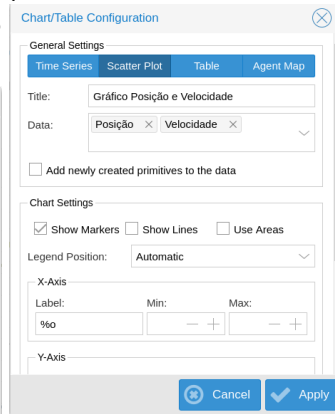 Chart/Table Configuration
General Settings
Time Series Scatter Plot Table Agent Map
Title: Gráfico Posição e Velocidade
Data: Posição Velocidade
Add newly created primitives to the data
Chart Settings
Show Markers Show Lines Use Areas
Legend Position: Automatic
X-Axis
Label: Min: Max:
%o
Y-Axis
Cancel Apply